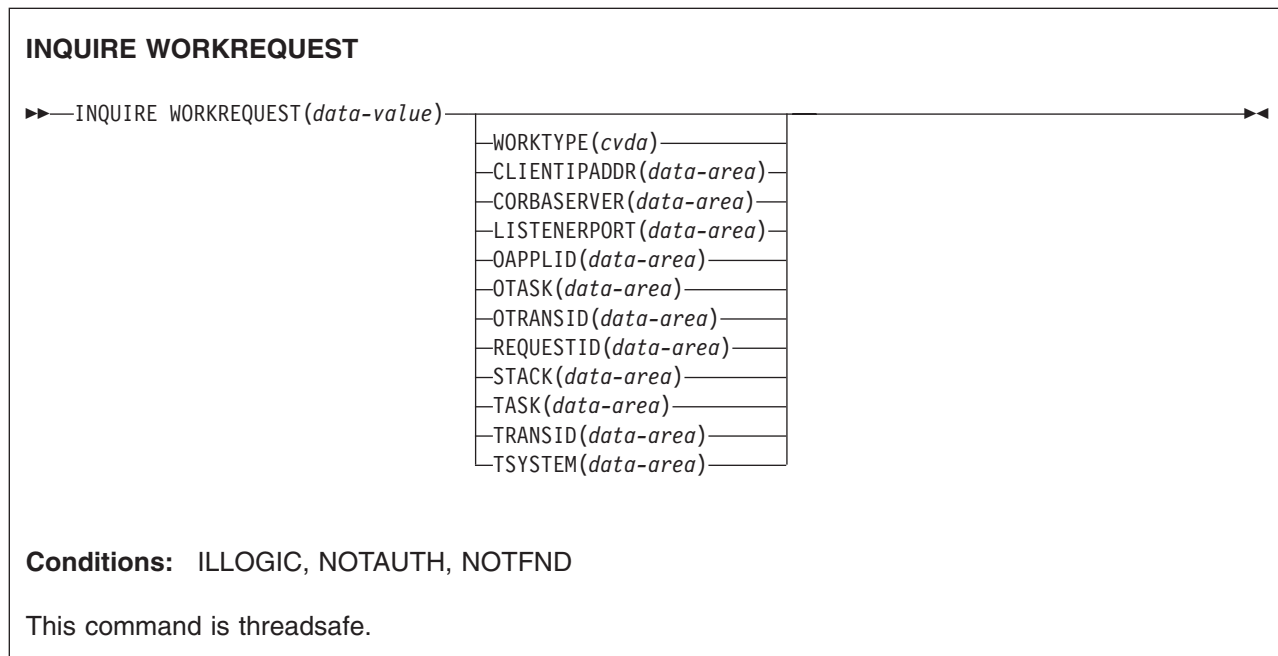 INQUIRE WORKREQUEST
INQUIRE WORKREQUEST(data-value)
WORKTYPE(cvda)
CLIENTIPADDR(data-area)
CORBASERVER(data-area)
LISTENERPORT(data-area)
OAPPLID(data-area)
OTASK(data-area)
OTRANSID(data-area)
REQUESTID(data-area)
STACK(data-area)
TASK(data-area)
TRANSID(data-area)
TSYSTEM(data-area)
Conditions: ILLOGIC, NOTAUTH, NOTFND
This command is threadsafe.